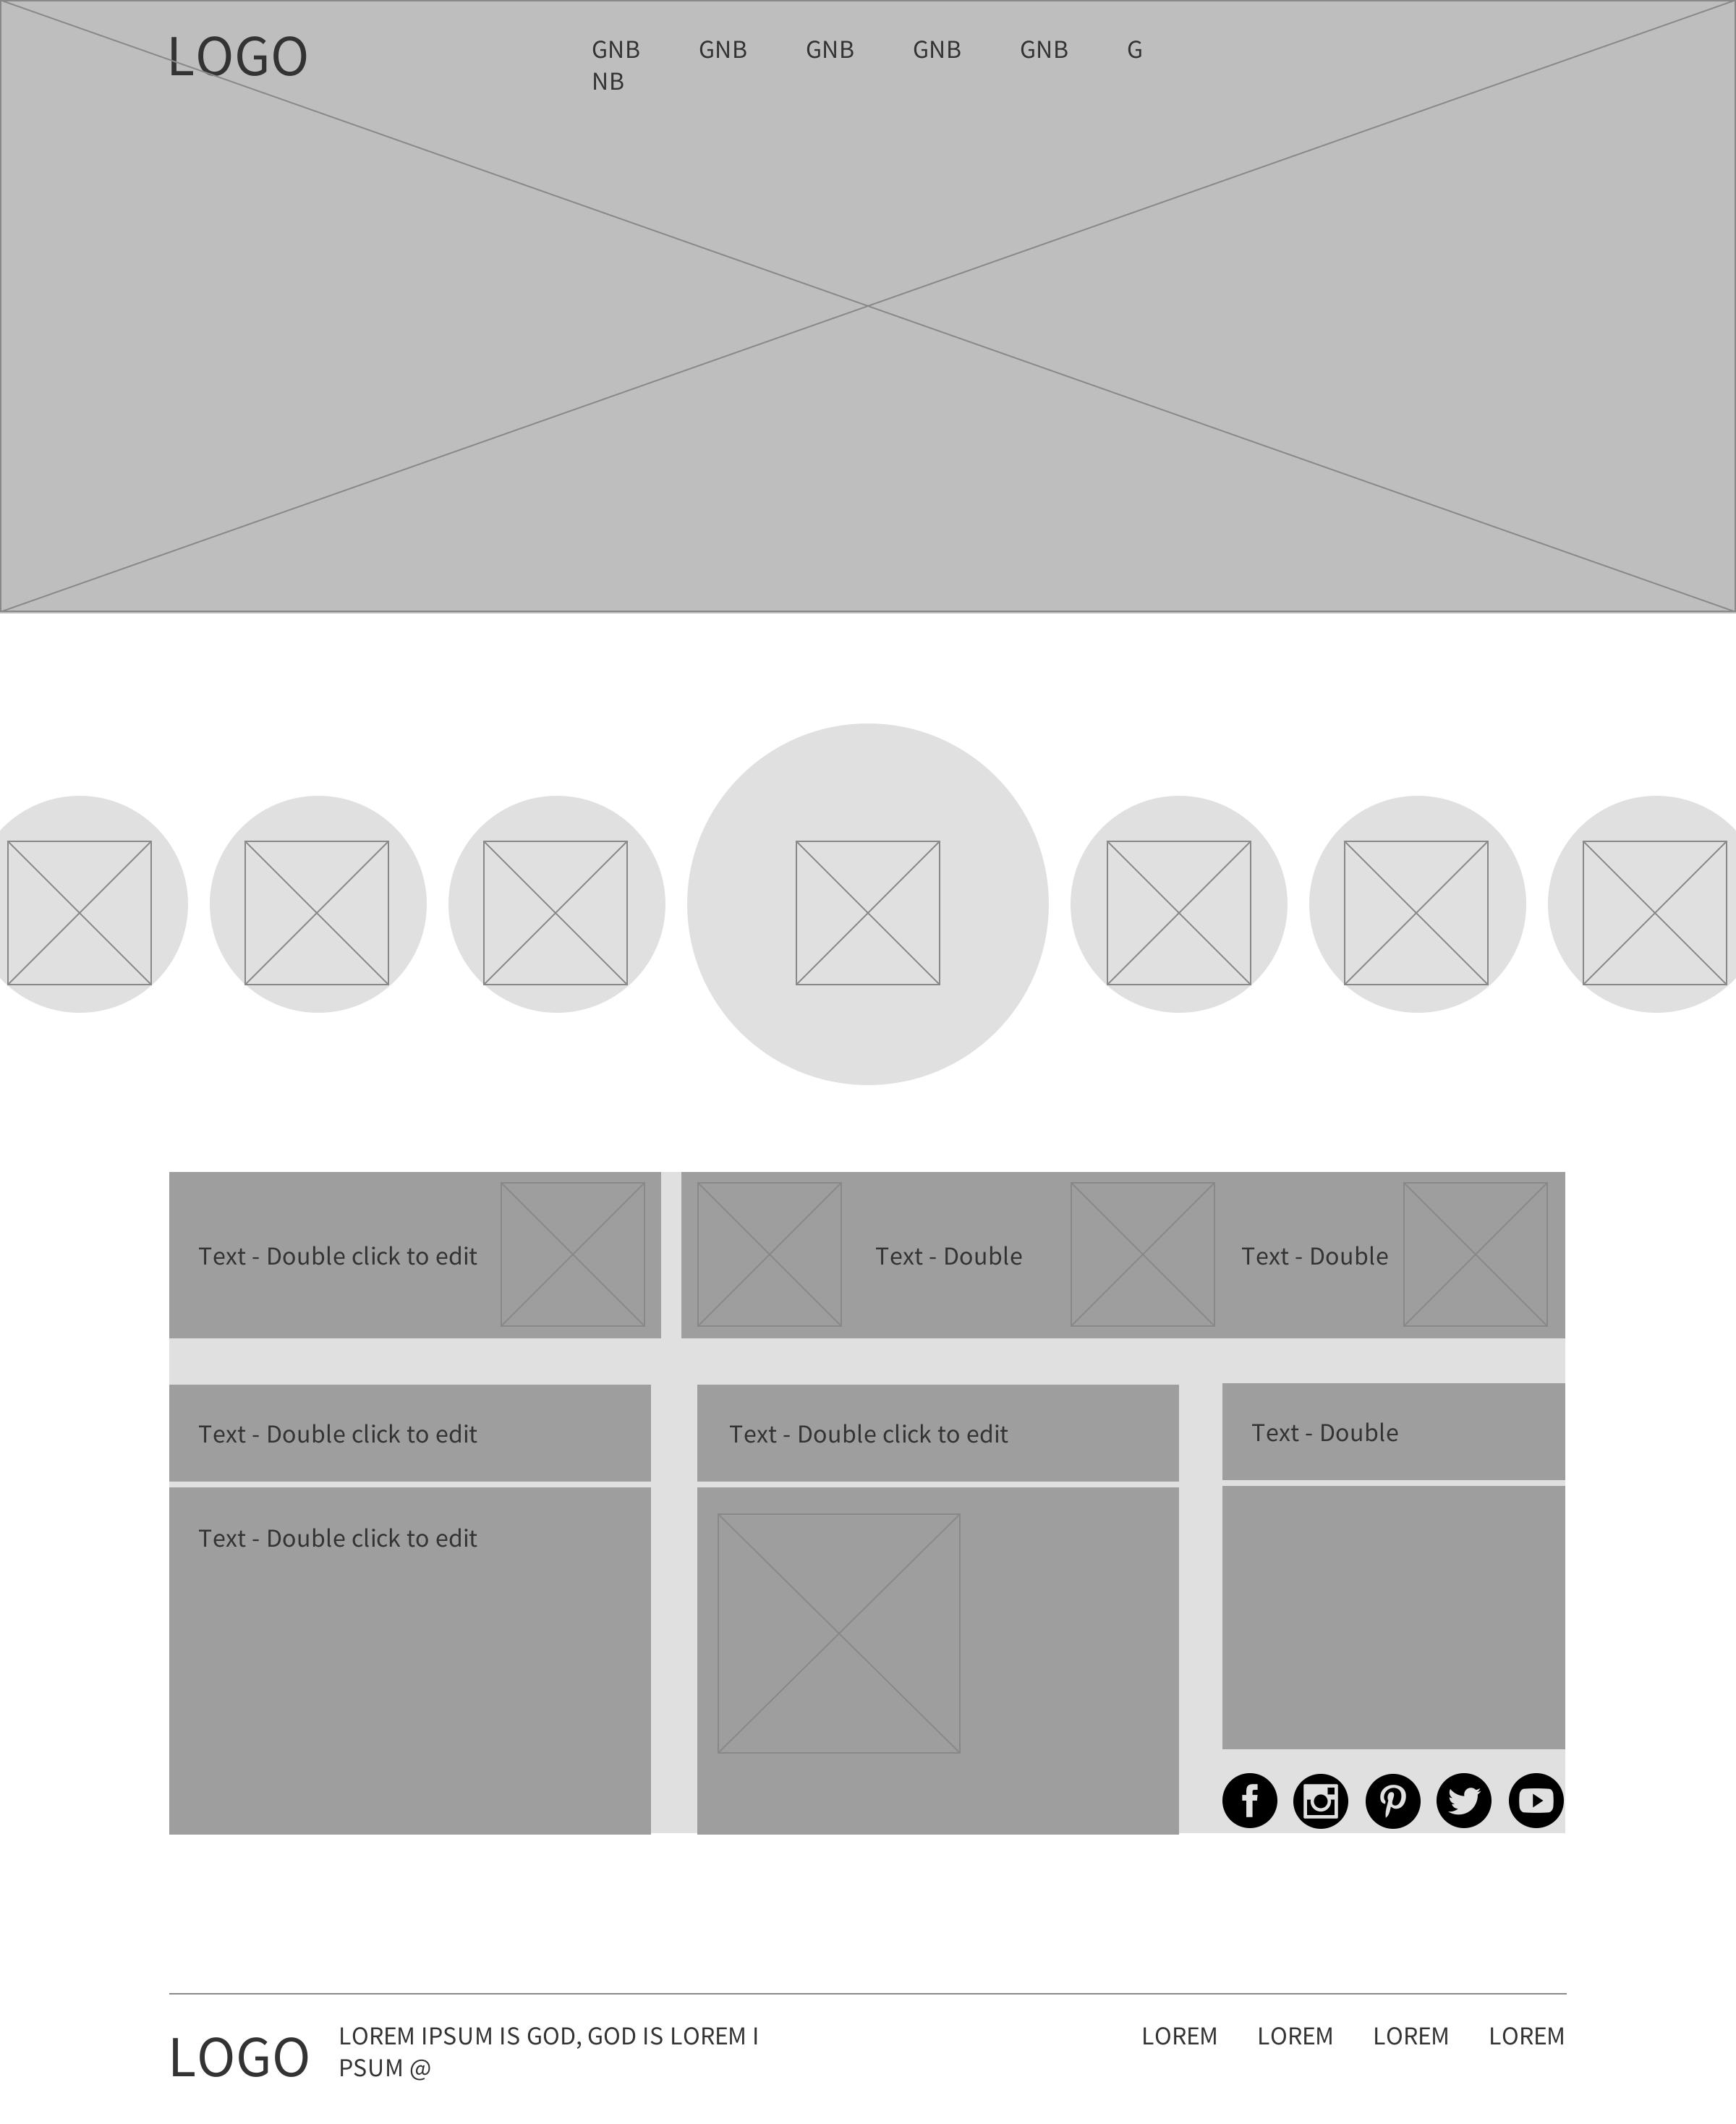 LOGO
GNB GNB GNB GNB GNB G
NB
Text - Double click to edit
Text - Double
Text - Double
Text - Double click to edit
Text - Double click to edit
Text - Double
Text - Double click to edit
LOGO
LOREM IPSUM IS GOD, GOD IS LOREM I
PSUM @
LOREM LOREM LOREM LOREM